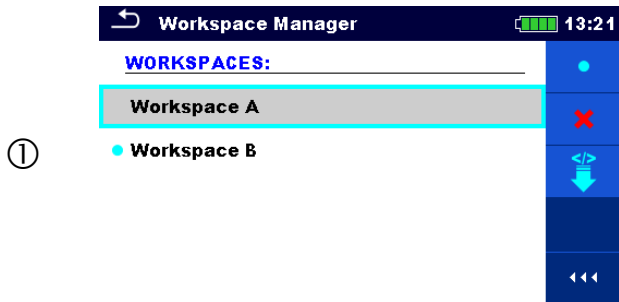 Workspace Manager 13:21
WORKSPACES:
Workspace A
① Workspace B
</>